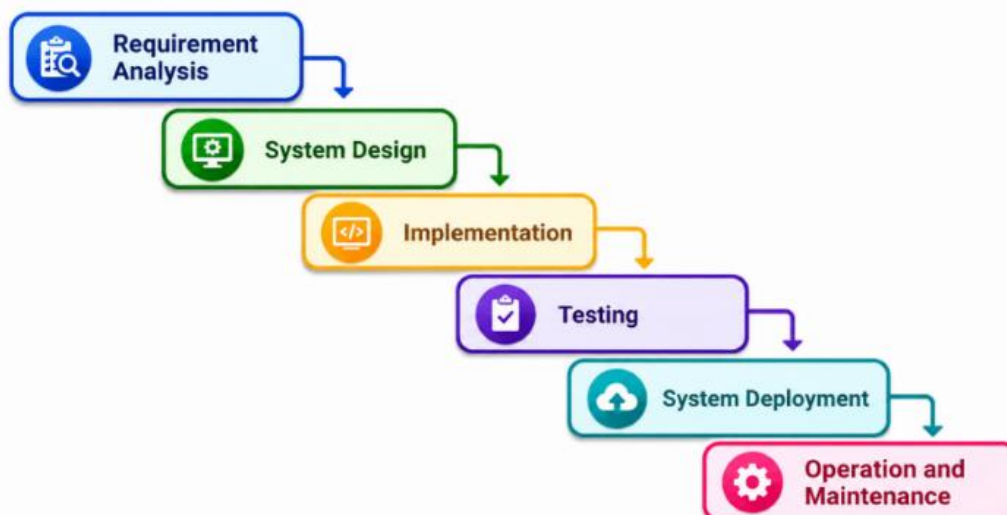 Requirement
Analysis
System Design
</>
Implementation
Testing
System Deployment
Operation and
Maintenance